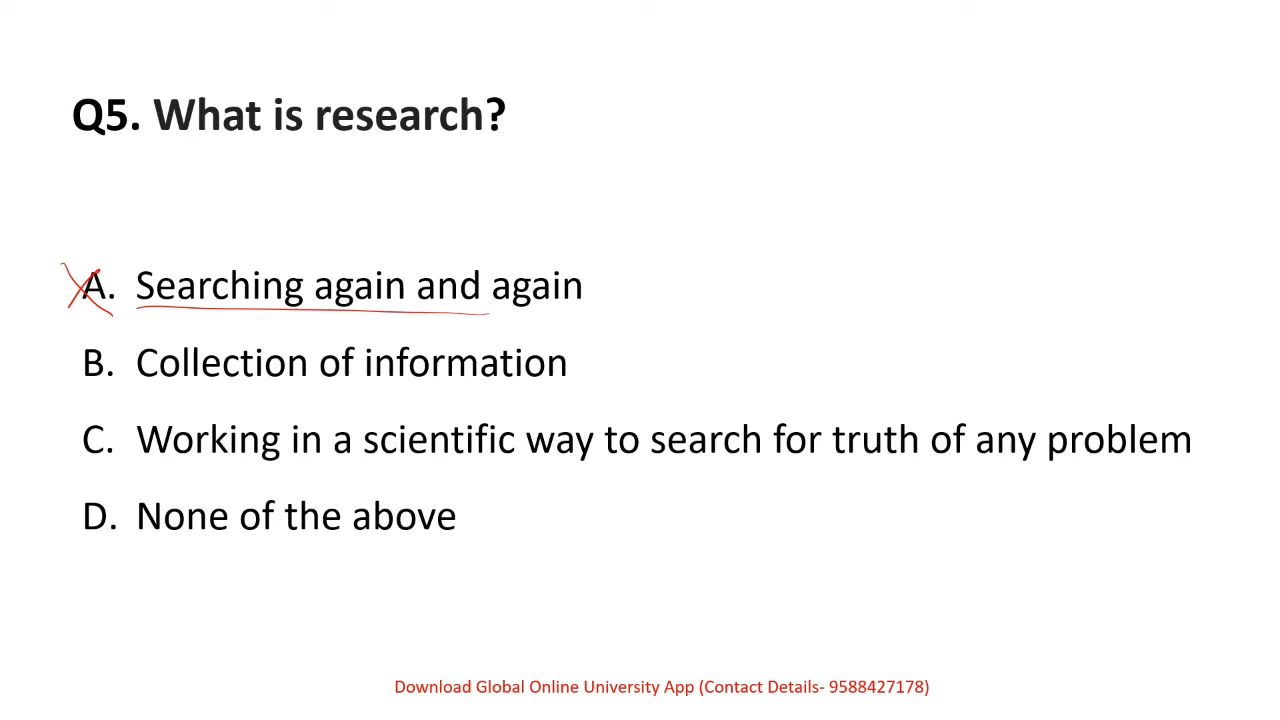 Q5. What is research?
A. Searching again and again
B. Collection of information
C. Working in a scientific way to search for truth of any problem
D. None of the above
Download Global Online University App (Contact Details- 9588427178)